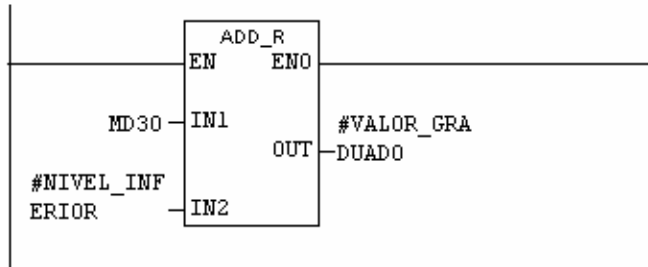 ADD_R
EN ENO
MD30 IN1
#VALOR_GRA
OUT DUADO
#NIVEL_INF
ERIOR IN2